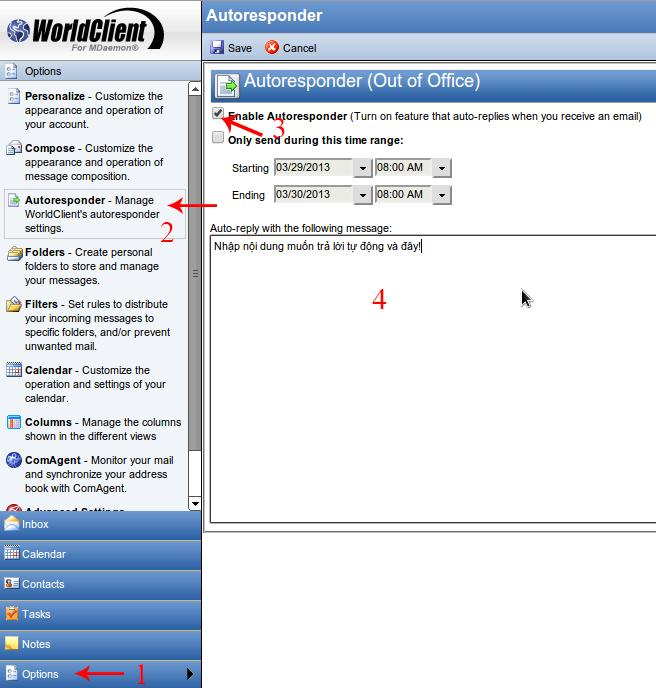 WorldClient
For MDaemon®
Options
Personalize - Customize the
appearance and operation of
your account.
Compose - Customize the
appearance and operation of
message composition.
Autoresponder - Manage
WorldClient's autoresponder
settings.
2
Folders - Create personal
folders to store and manage
your messages.
Filters - Set rules to distribute
your incoming messages to
specific folders, and/or prevent
unwanted mail.
Calendar - Customize the
operation and settings of your
calendar.
Columns - Manage the columns
shown in the different views
ComAgent - Monitor your mail
and synchronize your address
book with ComAgent.
Advanced Settings
Inbox
Calendar
Contacts
Tasks
Notes
Options 1
Autoresponder
Save Cancel
Autoresponder (Out of Office)
Enable Autoresponder (Turn on feature that auto-replies when you receive an email)
3
Only send during this time range:
Starting 03/29/2013 08:00 AM
Ending 03/30/2013 08:00 AM
Auto-reply with the following message:
Nhập nội dung muốn trả lời tự động và đây!
4